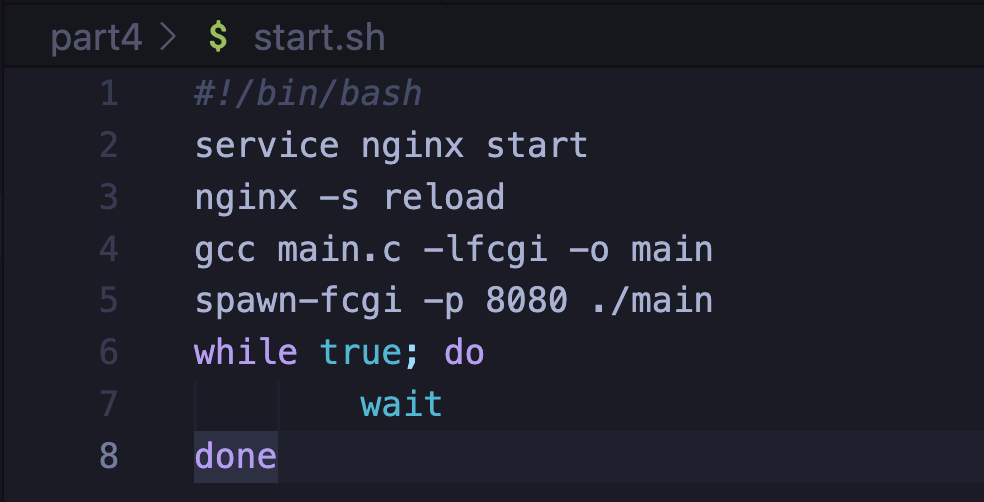 part4 > $ start.sh
1 #!/bin/bash
2 service nginx start
3 nginx -s reload
4 gcc main.c -lfcgi -o main
5 spawn-fcgi -p 8080 ./main
6 while true; do
7         wait
8 done